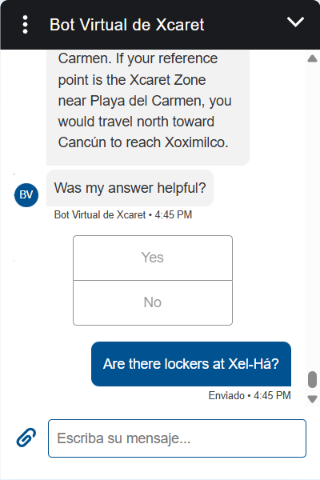 Bot Virtual de Xcaret
Carmen. If your reference
point is the Xcaret Zone
near Playa del Carmen, you
would travel north toward
Cancún to reach Xoximilco.
Was my answer helpful?
BV
Bot Virtual de Xcaret • 4:45 PM
Yes
No
Are there lockers at Xel-Há?
Enviado • 4:45 PM
Escriba su mensaje...